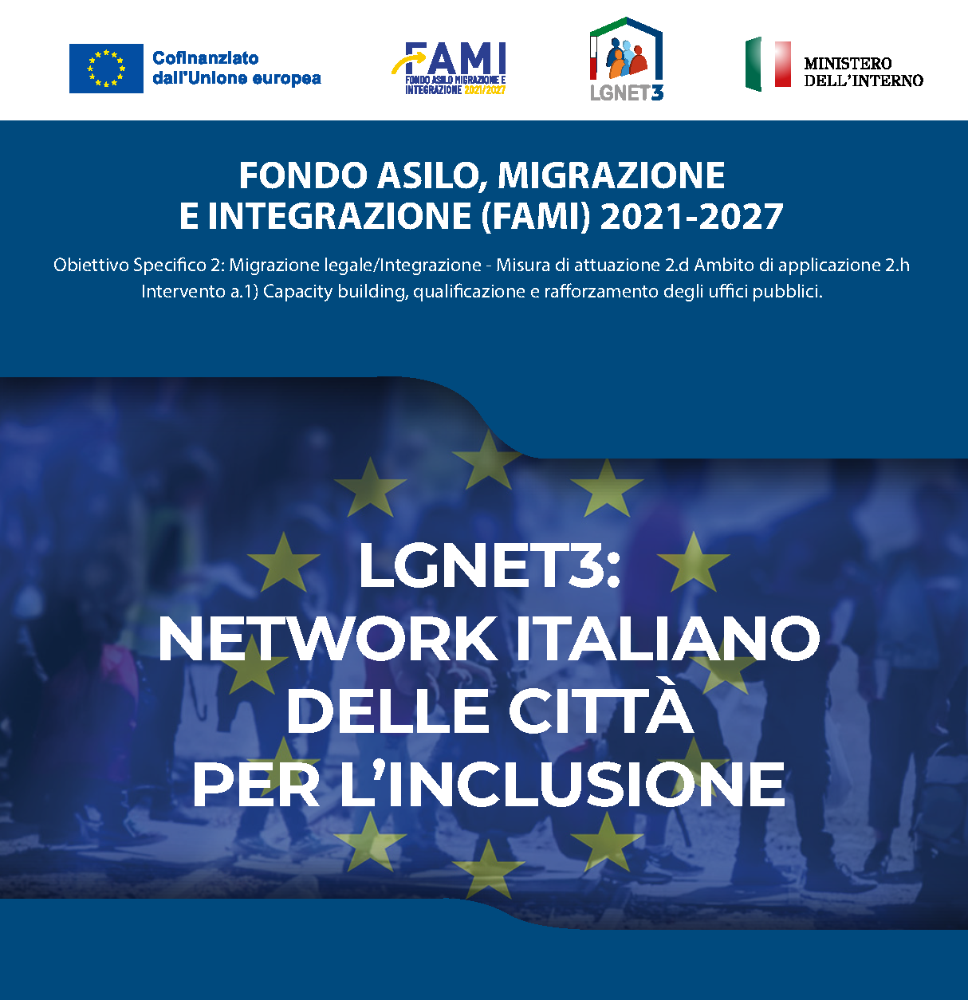 Cofinanziato
dall'Unione europea
FAMI
FONDO ASILO MIGRAZIONE E
INTEGRAZIONE 2021/2027
LGNET3
MINISTERO
DELL'INTERNO
FONDO ASILO, MIGRAZIONE
E INTEGRAZIONE (FAMI) 2021-2027
Obiettivo Specifico 2: Migrazione legale/Integrazione - Misura di attuazione 2.d Ambito di applicazione 2.h
Intervento a.1) Capacity building, qualificazione e rafforzamento degli uffici pubblici.
LGNET3:
NETWORK ITALIANO
DELLE CITTÀ
PER L’INCLUSIONE